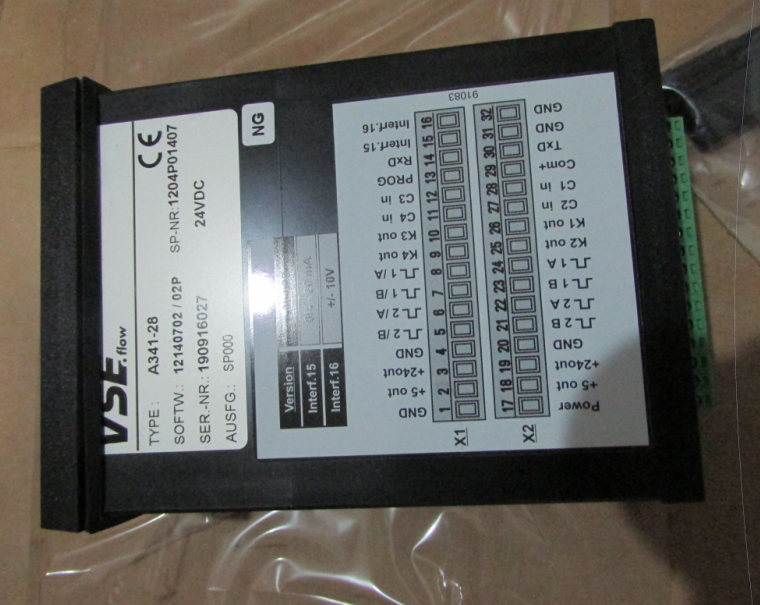 VSE.flow
CE
TYPE : A341-28
SOFTW.: 12140702 / 02P SP-NR:1204P01407
SER.-NR.: 190916027 24VDC
AUSFG.: SP000
NG
Version
Interf.15
Interf.16 +/- 10V
GND +5 out +24out GND 2/B 2/A 1/B 1/A K4 out K3 out C4 in C3 in PROG RxD Interf.15 Interf.16
1 2 3 4 5 6 7 8 9 10 11 12 13 14 15 16
X1
91083
17 18 19 20 21 22 23 24 25 26 27 28 29 30 31 32
X2
Power +5 out +24out GND 2 B 2 A 1 B 1 A K2 out K1 out C2 in C1 in Com+ TxD GND GND